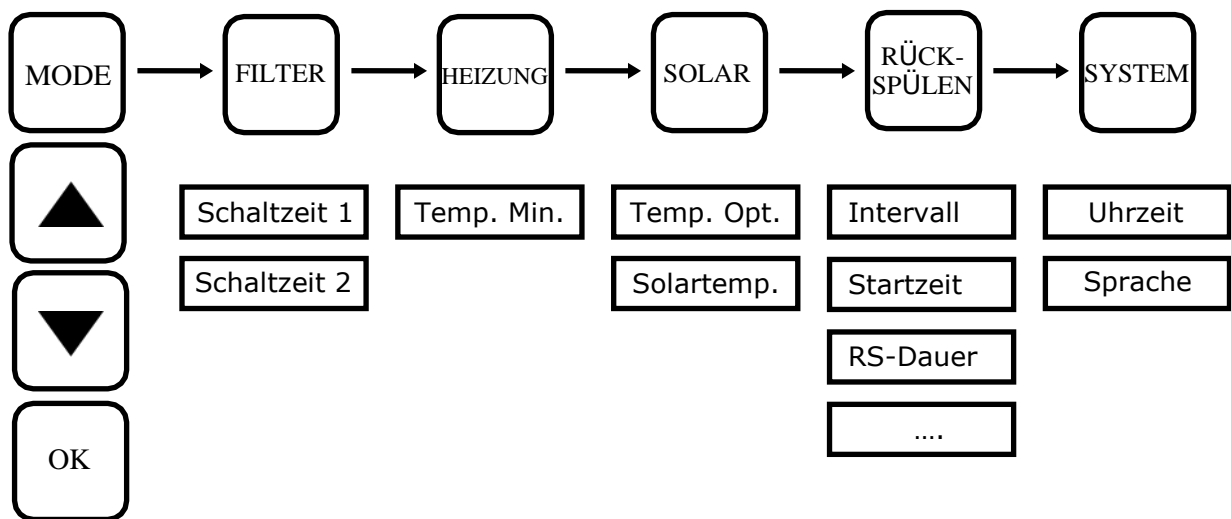 MODE
FILTER
HEIZUNG
SOLAR
RÜCK-
SPÜLEN
SYSTEM
Schaltzeit 1
Temp. Min.
Temp. Opt.
Intervall
Uhrzeit
Schaltzeit 2
Solartemp.
Startzeit
Sprache
RS-Dauer
….
OK